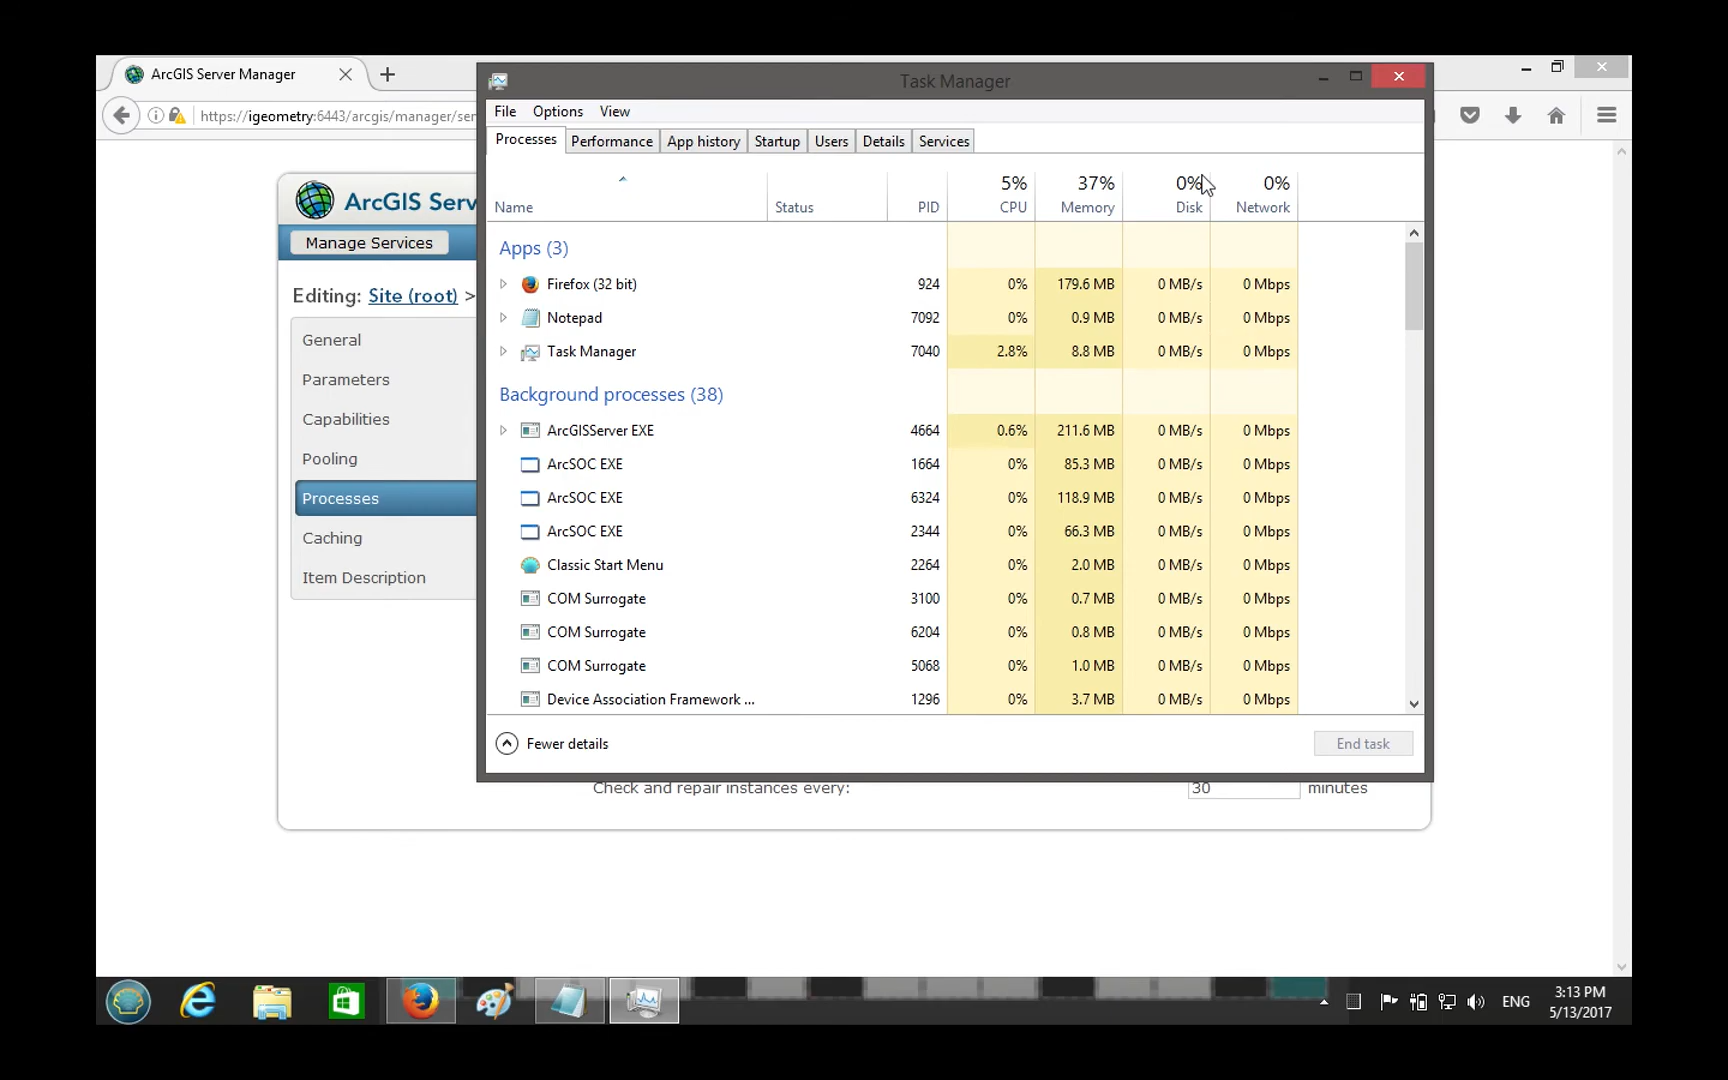 ArcGIS Server Manager
https://igeometry:6443/arcgis/manager/ser
ArcGIS Serv
Manage Services
Editing: Site (root) >
General
Parameters
Capabilities
Pooling
Processes
Caching
Item Description
Task Manager
File Options View
Processes Performance App history Startup Users Details Services
5% 37% 0% 0%
Name Status PID CPU Memory Disk Network
Apps (3)
Firefox (32 bit) 924 0% 179.6 MB 0 MB/s 0 Mbps
Notepad 7092 0% 0.9 MB 0 MB/s 0 Mbps
Task Manager 7040 2.8% 8.8 MB 0 MB/s 0 Mbps
Background processes (38)
ArcGISServer EXE 4664 0.6% 211.6 MB 0 MB/s 0 Mbps
ArcSOC EXE 1664 0% 85.3 MB 0 MB/s 0 Mbps
ArcSOC EXE 6324 0% 118.9 MB 0 MB/s 0 Mbps
ArcSOC EXE 2344 0% 66.3 MB 0 MB/s 0 Mbps
Classic Start Menu 2264 0% 2.0 MB 0 MB/s 0 Mbps
COM Surrogate 3100 0% 0.7 MB 0 MB/s 0 Mbps
COM Surrogate 6204 0% 0.8 MB 0 MB/s 0 Mbps
COM Surrogate 5068 0% 1.0 MB 0 MB/s 0 Mbps
Device Association Framework ... 1296 0% 3.7 MB 0 MB/s 0 Mbps
Fewer details End task
Check and repair instances every: 30 minutes
ENG
3:13 PM
5/13/2017